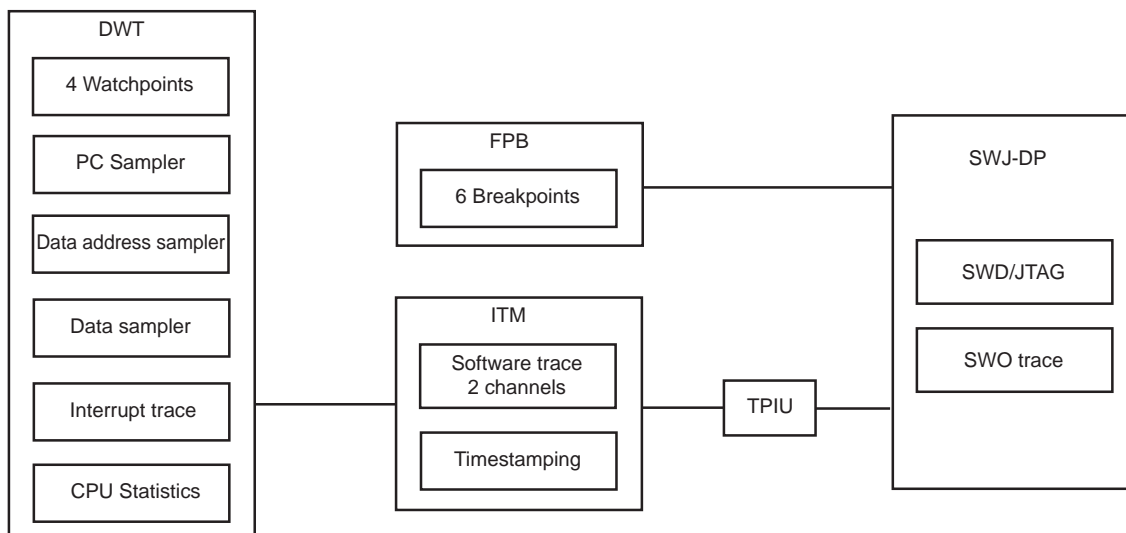 DWT
4 Watchpoints
PC Sampler
Data address sampler
Data sampler
Interrupt trace
CPU Statistics
FPB
6 Breakpoints
ITM
Software trace
2 channels
Timestamping
TPIU
SWJ-DP
SWD/JTAG
SWO trace